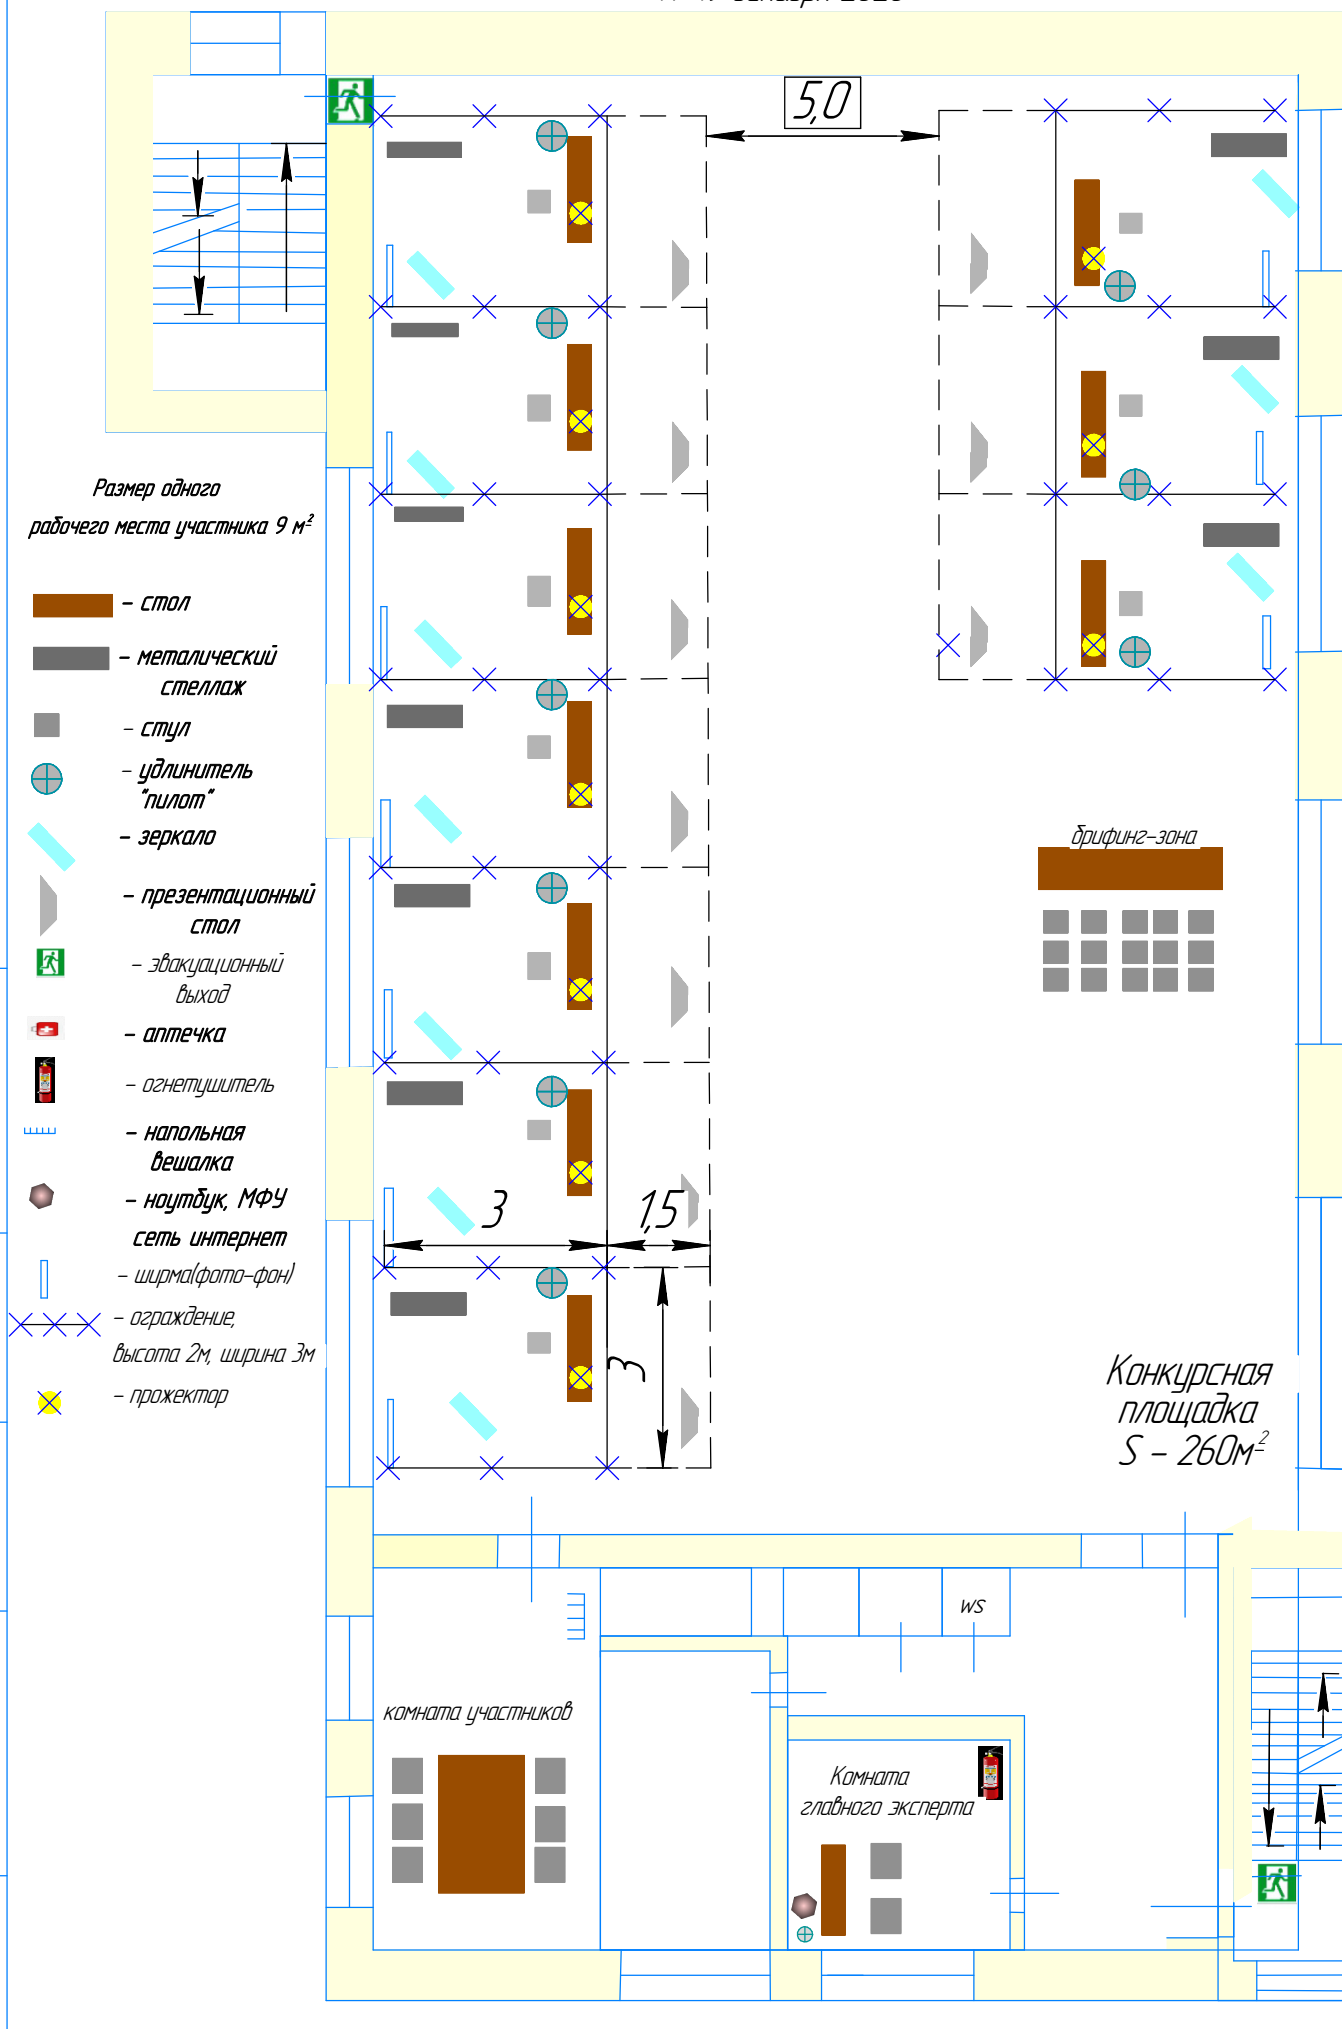 5,0
Размер одного
рабочего места участника 9 м²
- стол
- металический
стеллаж
- стул
- удлинитель
"пилот"
- зеркало
- презентационный
стол
- эвакуационный
выход
- аптечка
- огнетушитель
- напольная
вешалка
- ноутбук, МФУ
сеть интернет
- ширма(фото-фон)
- ограждение,
высота 2м, ширина 3м
- прожектор
брифинг-зона
3
1,5
3
Конкурсная
площадка
S - 260м²
WS
комната участников
Комната
главного эксперта